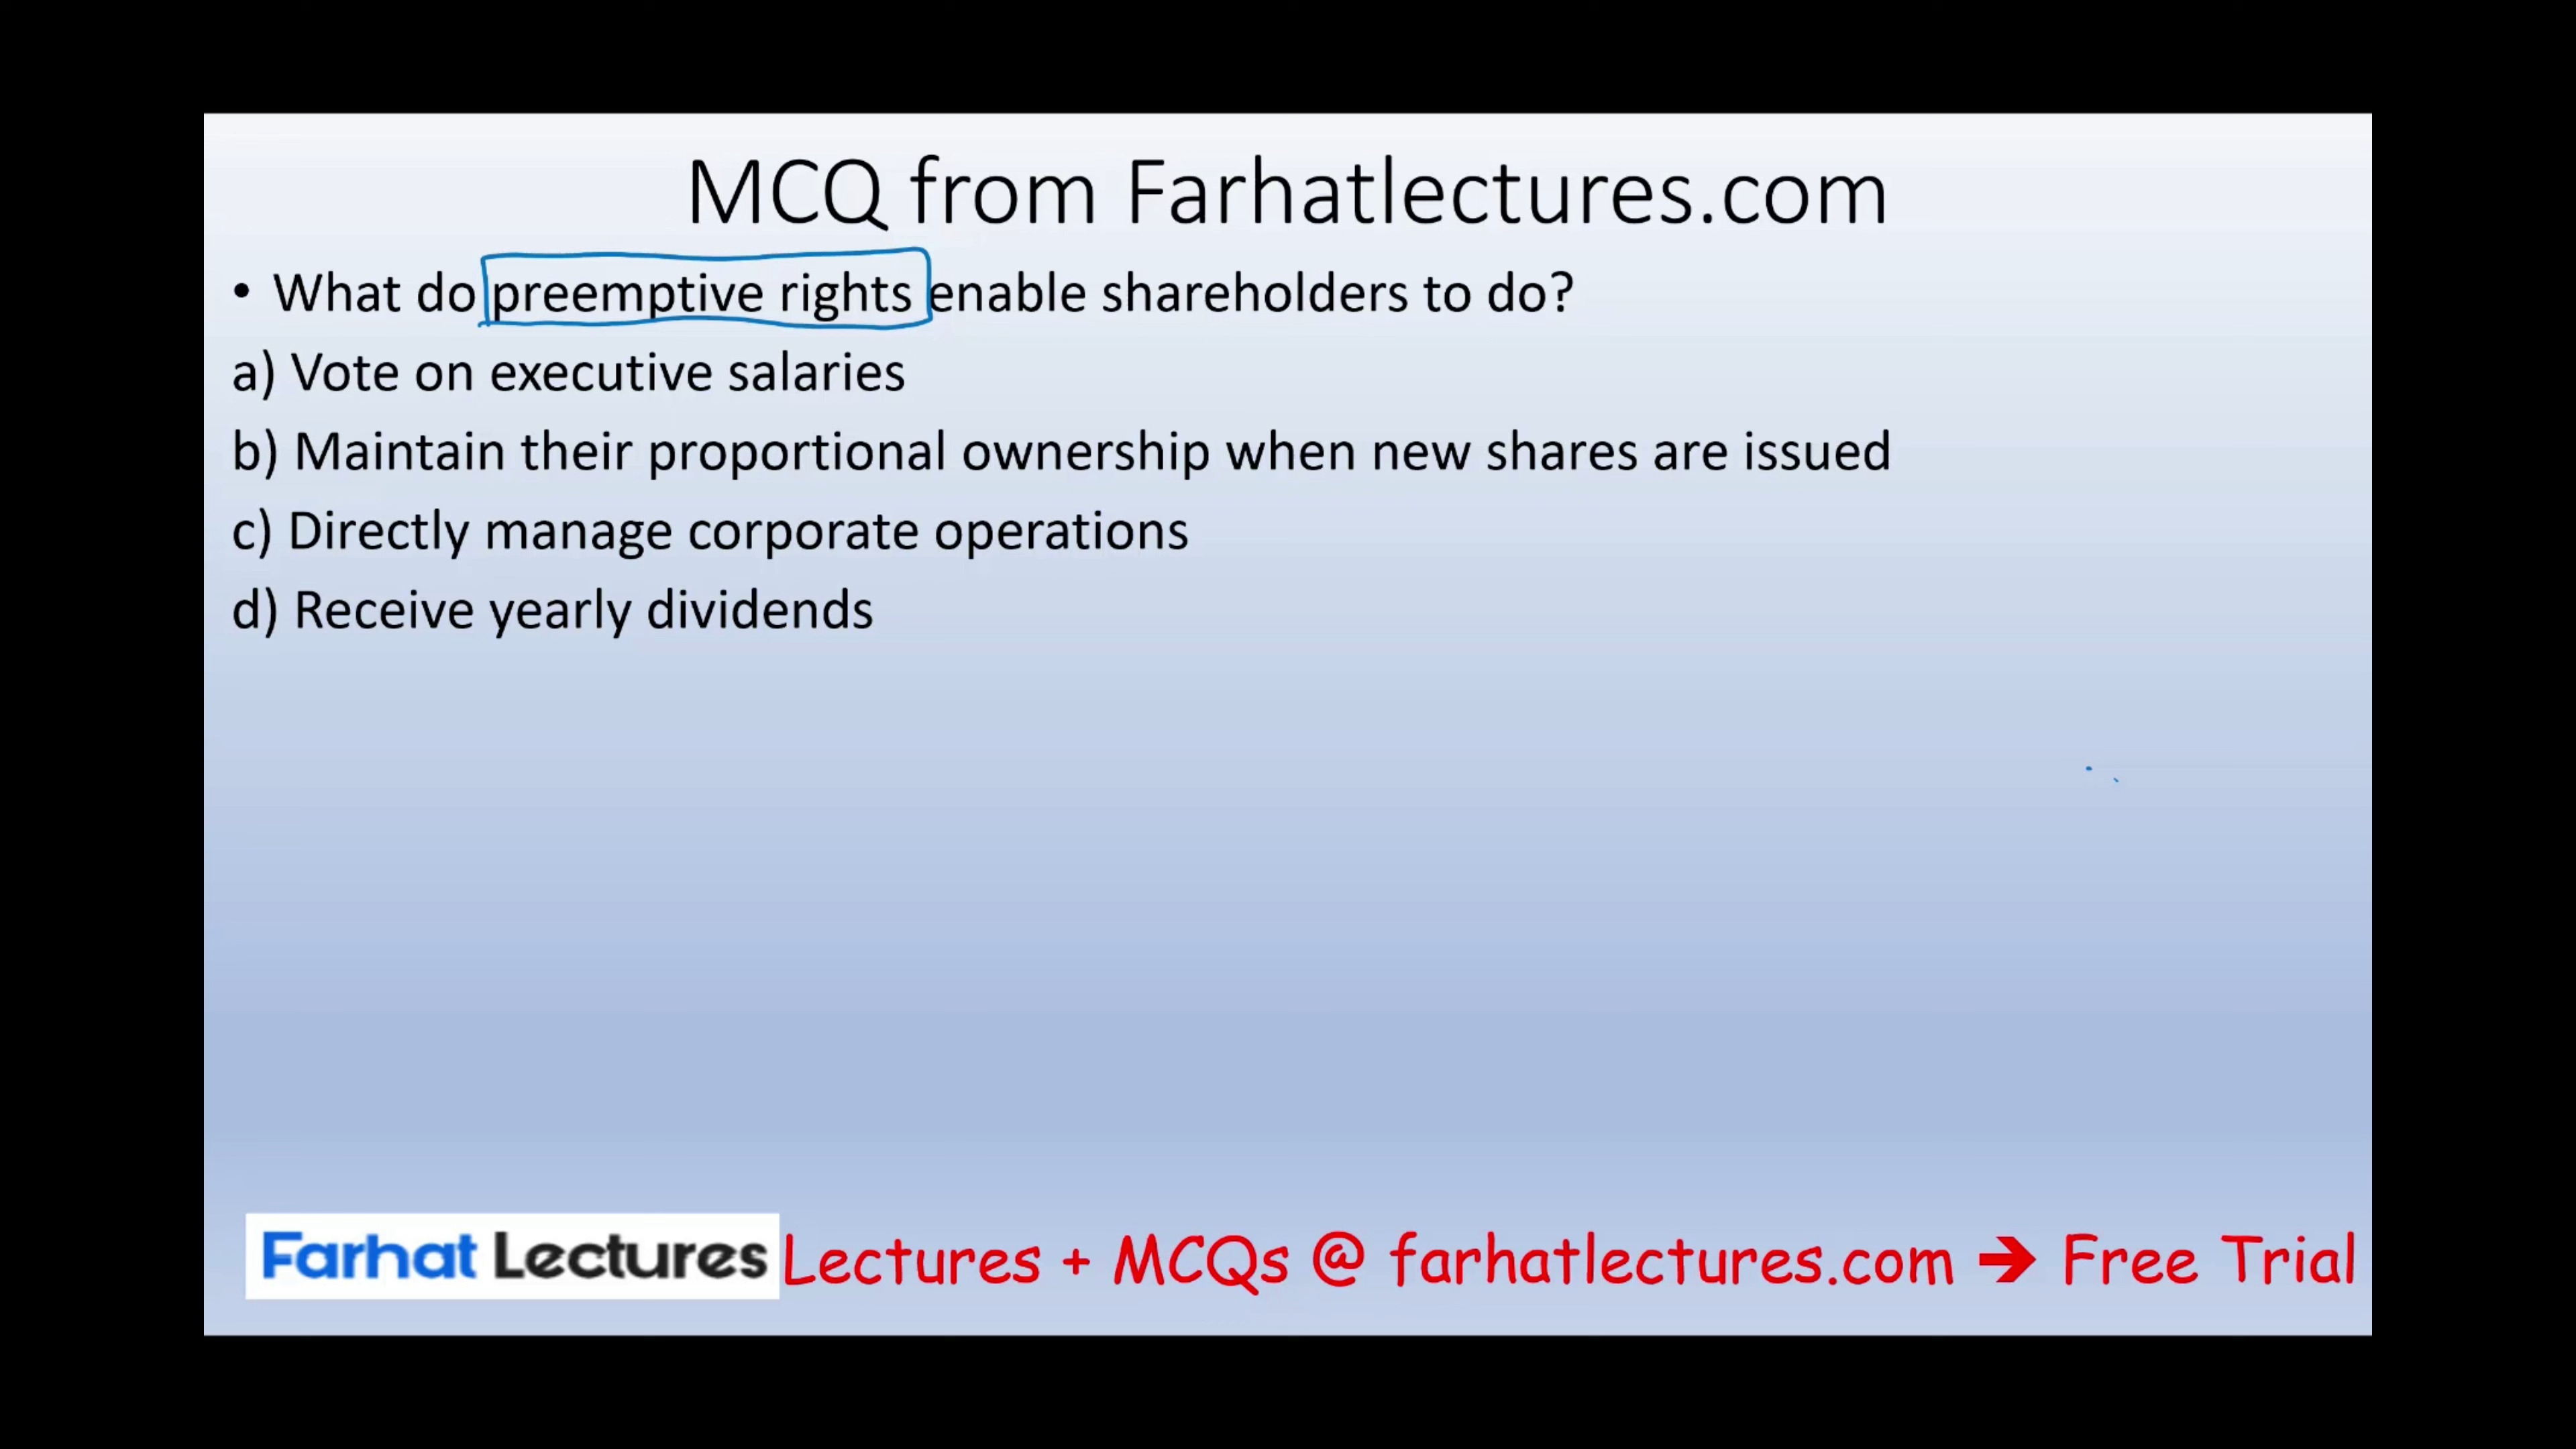 MCQ from Farhatlectures.com
• What do preemptive rights enable shareholders to do?
a) Vote on executive salaries
b) Maintain their proportional ownership when new shares are issued
c) Directly manage corporate operations
d) Receive yearly dividends
Farhat Lectures Lectures + MCQs @ farhatlectures.com ➔ Free Trial